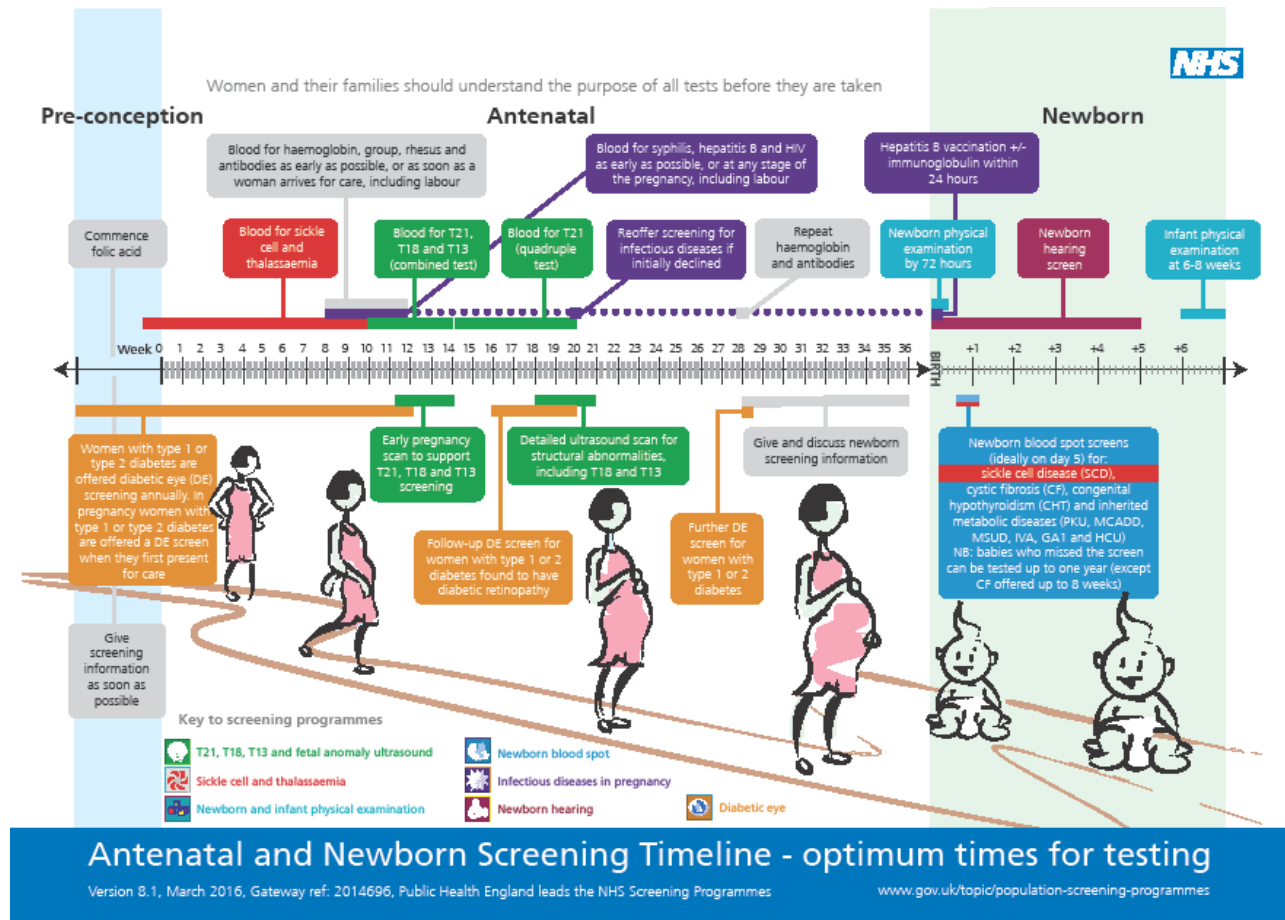 NHS
Women and their families should understand the purpose of all tests before they are taken
Pre-conception
Antenatal
Newborn
Blood for haemoglobin, group, rhesus and
antibodies as early as possible, or as soon as a
woman arrives for care, including labour
Blood for syphilis, hepatitis B and HIV
as early as possible, or at any stage of
the pregnancy, including labour
Hepatitis B vaccination +/-
immunoglobulin within
24 hours
Commence
folic acid
Blood for sickle
cell and
thalassaemia
Blood for T21,
T18 and T13
(combined test)
Blood for T21
(quadruple
test)
Reoffer screening for
infectious diseases if
initially declined
Repeat
haemoglobin
and antibodies
Newborn physical
examination
by 72 hours
Newborn
hearing
screen
Infant physical
examination
at 6-8 weeks
Week 0 1 2 3 4 5 6 7 8 9 10 11 12 13 14 15 16 17 18 19 20 21 22 23 24 25 26 27 28 29 30 31 32 33 34 35 36
BIRTH
+1 +2 +3 +4 +5 +6
Women with type 1 or
type 2 diabetes are
offered diabetic eye (DE)
screening annually. In
pregnancy women with
type 1 or type 2 diabetes
are offered a DE screen
when they first present
for care
Early pregnancy
scan to support
T21, T18 and T13
screening
Detailed ultrasound scan for
structural abnormalities,
including T18 and T13
Give and discuss newborn
screening information
Newborn blood spot screens
(ideally on day 5) for:
sickle cell disease (SCD),
cystic fibrosis (CF), congenital
hypothyroidism (CHT) and inherited
metabolic diseases (PKU, MCADD,
MSUD, IVA, GA1 and HCU)
NB: babies who missed the screen
can be tested up to one year (except
CF offered up to 8 weeks)
Follow-up DE screen for
women with type 1 or 2
diabetes found to have
diabetic retinopathy
Further DE
screen for
women with
type 1 or 2
diabetes
Give
screening
information
as soon as
possible
Key to screening programmes
T21, T18, T13 and fetal anomaly ultrasound
Sickle cell and thalassaemia
Newborn and infant physical examination
Newborn blood spot
Infectious diseases in pregnancy
Newborn hearing
Diabetic eye
Antenatal and Newborn Screening Timeline - optimum times for testing
Version 8.1, March 2016, Gateway ref: 2014696, Public Health England leads the NHS Screening Programmes
www.gov.uk/topic/population-screening-programmes